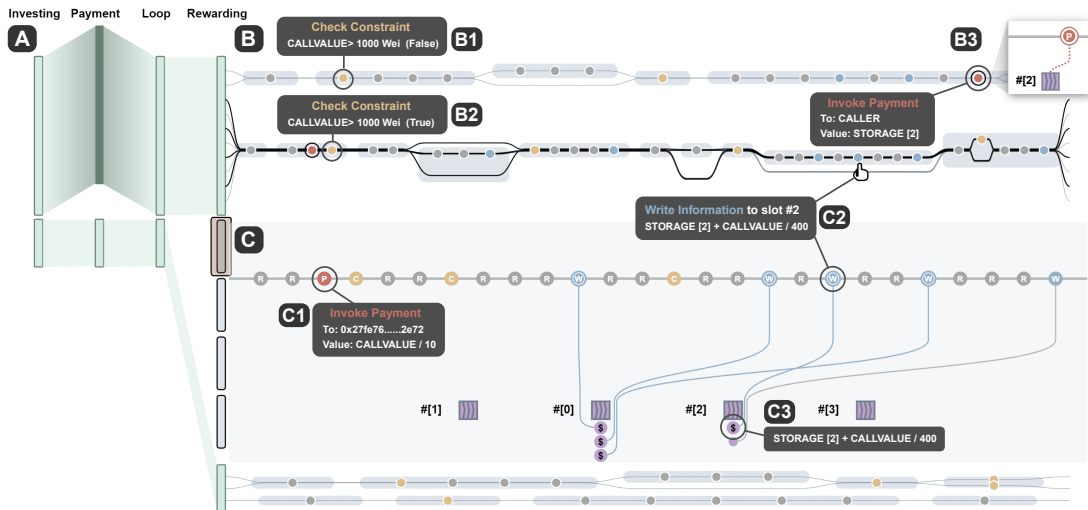 Investing Payment Loop Rewarding
A
B
Check Constraint
CALLVALUE> 1000 Wei (False)
B1
B3
P
#[2]
Check Constraint
CALLVALUE> 1000 Wei (True)
B2
Invoke Payment
To: CALLER
Value: STORAGE [2]
Write Information to slot #2
STORAGE [2] + CALLVALUE / 400
C2
C
R R P C R R C R R R W R R C R R W R W R R W R R R W
C1
Invoke Payment
To: 0x27fe76......2e72
Value: CALLVALUE / 10
#[1] #[0] #[2] #[3]
C3
$ $
$
$
STORAGE [2] + CALLVALUE / 400